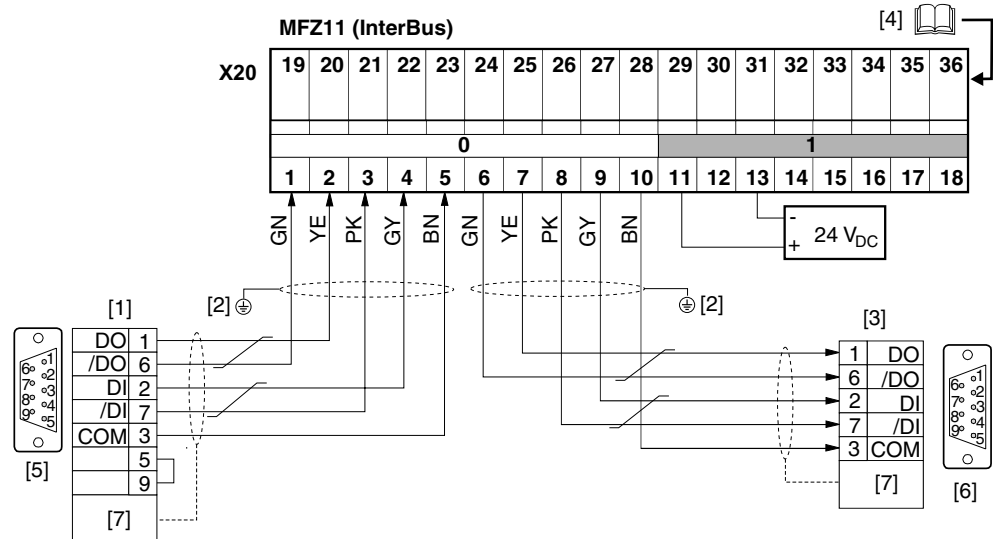 MFZ11 (InterBus)
[4]
X20
19 20 21 22 23 24 25 26 27 28 29 30 31 32 33 34 35 36
0 1
1 2 3 4 5 6 7 8 9 10 11 12 13 14 15 16 17 18
GN YE PK GY BN GN YE PK GY BN
-
+ 24 VDC
[2] [2]
[1]
DO 1
/DO 6
DI 2
/DI 7
COM 3
5
9
[7]
6 7 8 9 1 2 3 4 5
[5]
[3]
1 DO
6 /DO
2 DI
7 /DI
3 COM
[7]
6 7 8 9 1 2 3 4 5
[6]